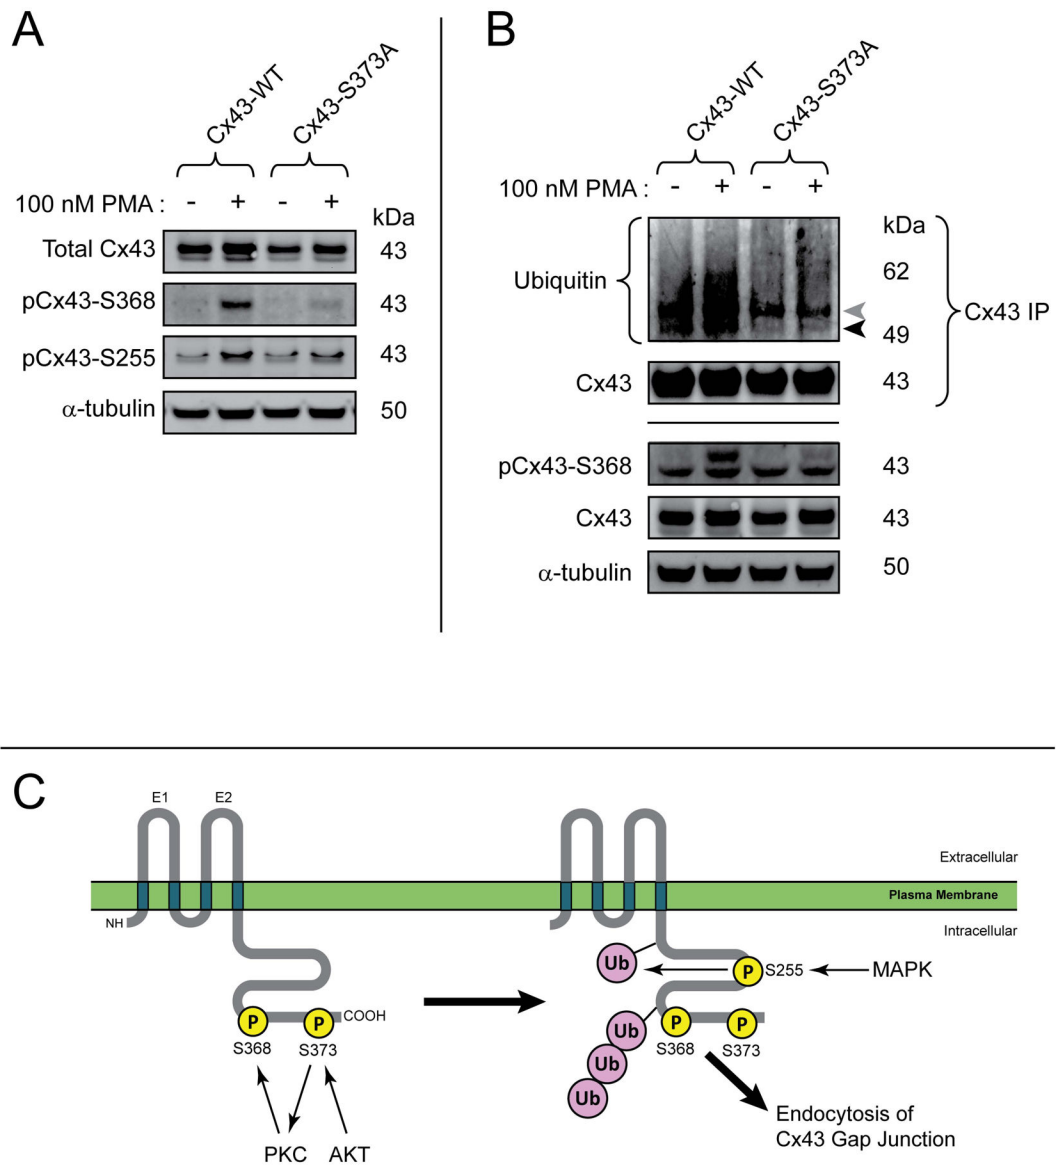 A
Cx43-WT
Cx43-S373A
100 nM PMA : - + - +
kDa
Total Cx43 43
pCx43-S368 43
pCx43-S255 43
α-tubulin 50
B
Cx43-WT
Cx43-S373A
100 nM PMA : - + - +
kDa
62
Ubiquitin
49
Cx43 IP
Cx43 43
pCx43-S368 43
Cx43 43
α-tubulin 50
C
E1 E2
Extracellular
Plasma Membrane
NH
Intracellular
Ub
P S255 MAPK
P P COOH
S368 S373
Ub P P
S368 S373
Ub
Ub
PKC AKT
Endocytosis of
Cx43 Gap Junction